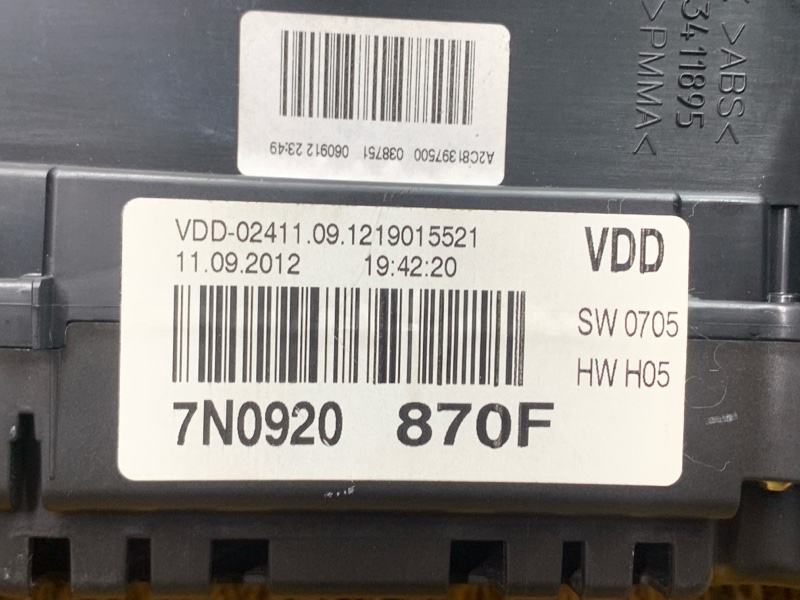 A2C81397500 038751 060912 23:49
>ABS<
3411895
>PMMA<
VDD-02411.09.1219015521
11.09.2012 19:42:20
VDD
SW 0705
HW H05
7N0920 870F